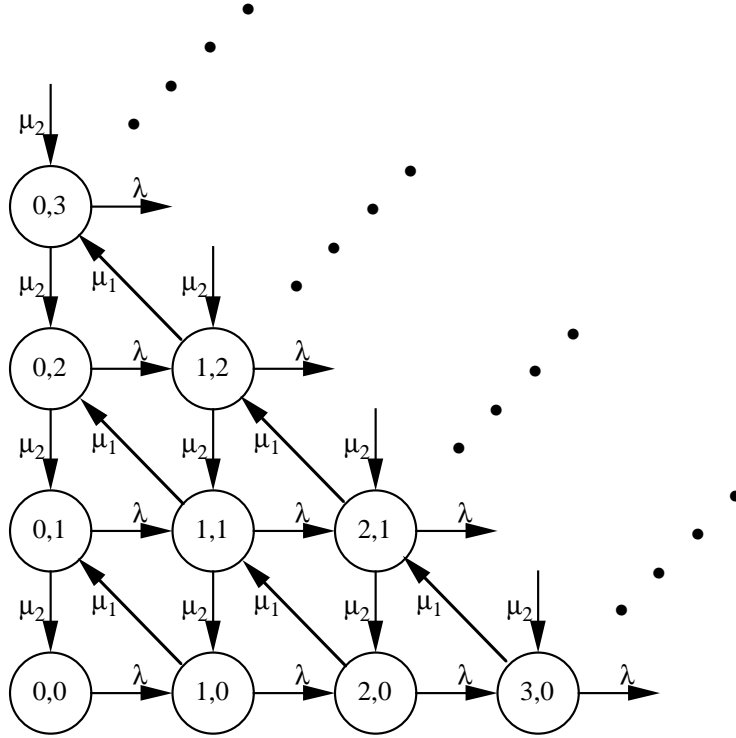 μ₂
0,3 λ
μ₂ μ₁ μ₂
0,2 λ 1,2 λ
μ₂ μ₁ μ₂ μ₁ μ₂
0,1 λ 1,1 λ 2,1 λ
μ₂ μ₁ μ₂ μ₁ μ₂ μ₁ μ₂
0,0 λ 1,0 λ 2,0 λ 3,0 λ